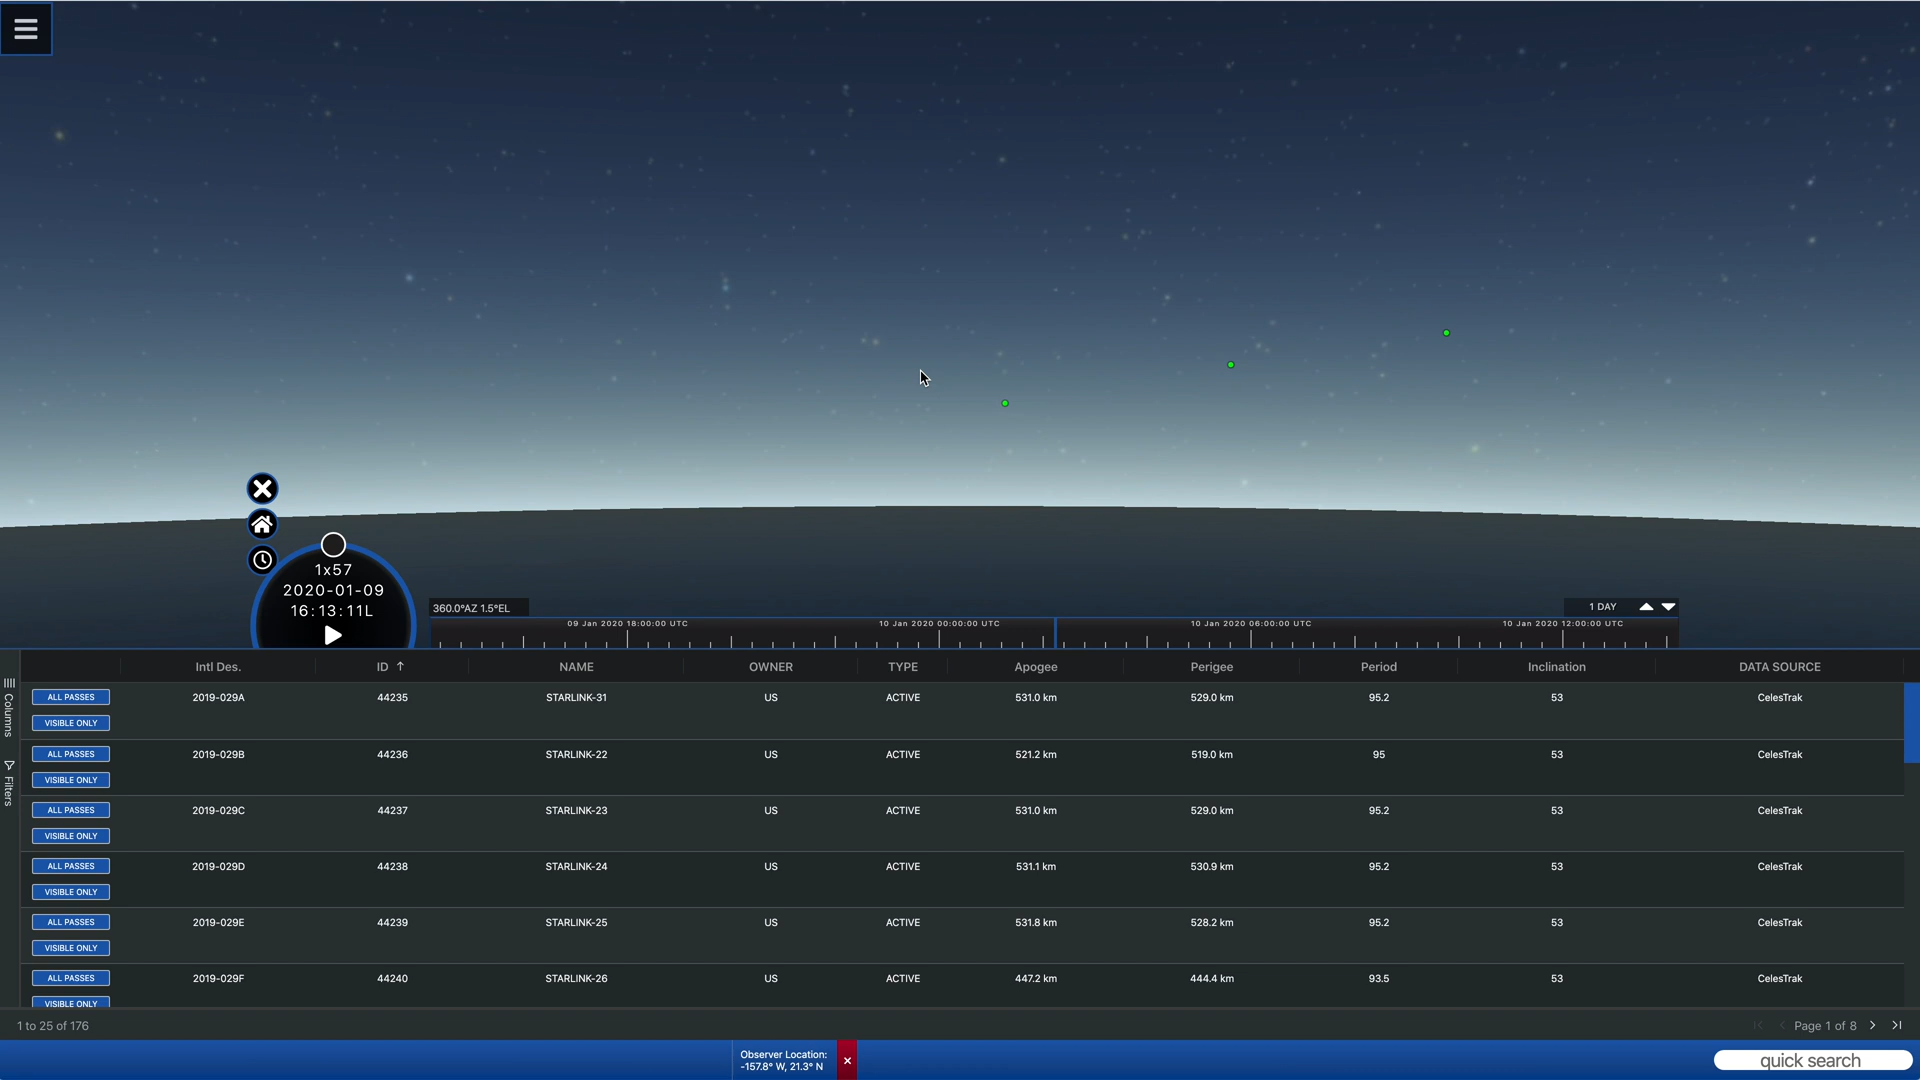 1x57
2020-01-09
16:13:11L
360.0°AZ 1.5°EL
1 DAY
09 Jan 2020 18:00:00 UTC
10 Jan 2020 00:00:00 UTC
10 Jan 2020 06:00:00 UTC
10 Jan 2020 12:00:00 UTC
Columns
Filters
Intl Des. ID ↑ NAME OWNER TYPE Apogee Perigee Period Inclination DATA SOURCE
ALL PASSES 2019-029A 44235 STARLINK-31 US ACTIVE 531.0 km 529.0 km 95.2 53 CelesTrak
VISIBLE ONLY
ALL PASSES 2019-029B 44236 STARLINK-22 US ACTIVE 521.2 km 519.0 km 95 53 CelesTrak
VISIBLE ONLY
ALL PASSES 2019-029C 44237 STARLINK-23 US ACTIVE 531.0 km 529.0 km 95.2 53 CelesTrak
VISIBLE ONLY
ALL PASSES 2019-029D 44238 STARLINK-24 US ACTIVE 531.1 km 530.9 km 95.2 53 CelesTrak
VISIBLE ONLY
ALL PASSES 2019-029E 44239 STARLINK-25 US ACTIVE 531.8 km 528.2 km 95.2 53 CelesTrak
VISIBLE ONLY
ALL PASSES 2019-029F 44240 STARLINK-26 US ACTIVE 447.2 km 444.4 km 93.5 53 CelesTrak
VISIBLE ONLY
1 to 25 of 176
Page 1 of 8
Observer Location:
-157.8° W, 21.3° N
quick search